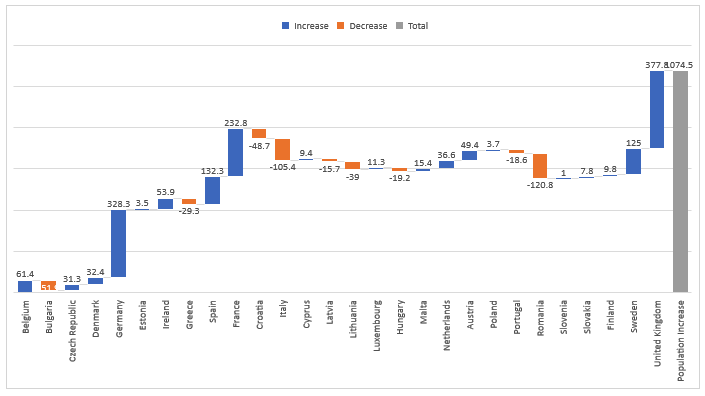 Increase Decrease Total
377.8 1074.5
328.3
232.8
132.3
125
61.4
31.3
32.4
3.5
53.9
-29.3
-48.7
-105.4
9.4
-15.7
-39
11.3
-19.2
15.4
36.6
49.4
3.7
-18.6
-120.8
1
7.8
9.8
Belgium
Bulgaria
Czech Republic
Denmark
Germany
Estonia
Ireland
Greece
Spain
France
Croatia
Italy
Cyprus
Latvia
Lithuania
Luxembourg
Hungary
Malta
Netherlands
Austria
Poland
Portugal
Romania
Slovenia
Slovakia
Finland
Sweden
United Kingdom
Population Increase